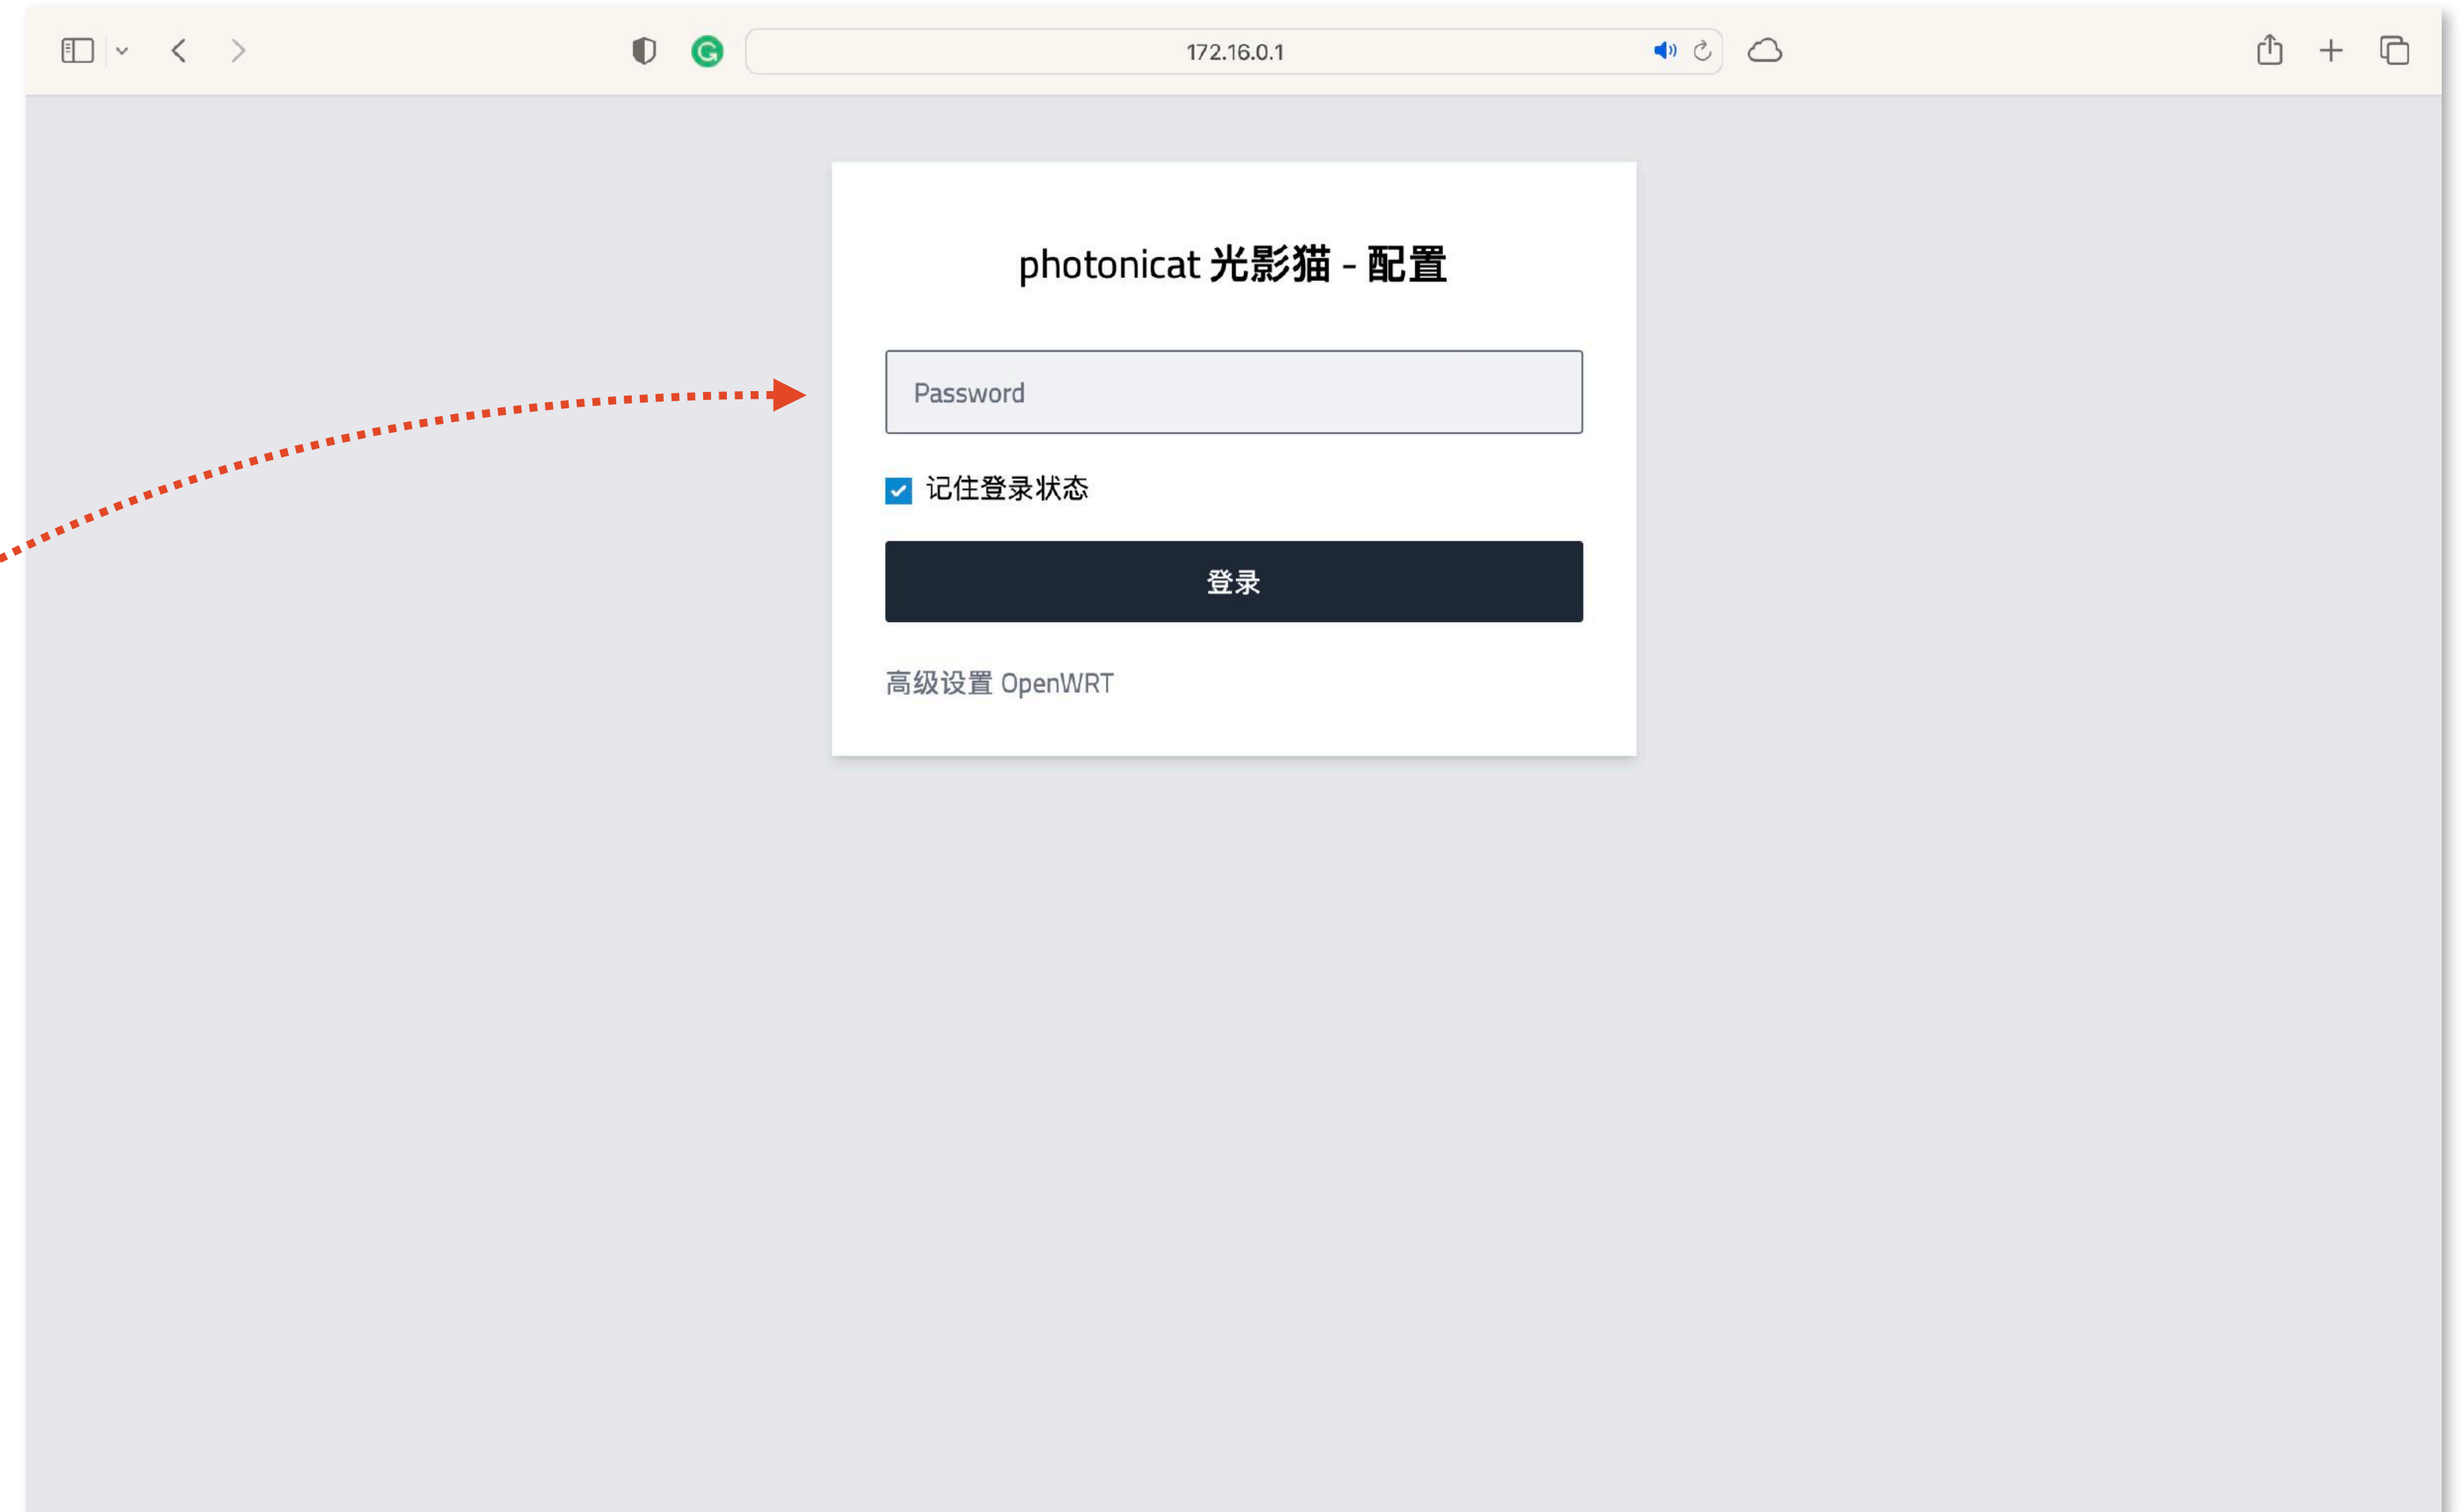 172.16.0.1
photonicat 光影猫 - 配置
Password
记住登录状态
登录
高级设置 OpenWRT